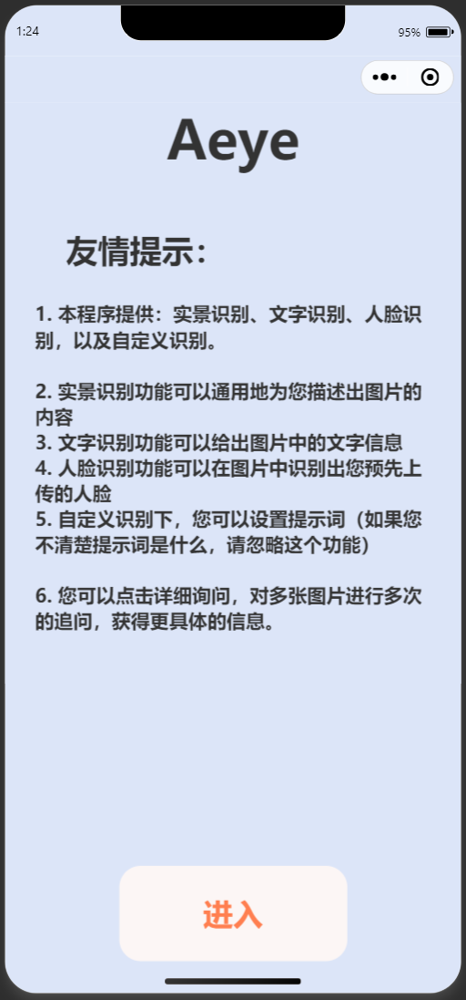 1:24
95%
Aeye
友情提示：
1. 本程序提供：实景识别、文字识别、人脸识
别，以及自定义识别。
2. 实景识别功能可以通用地为您描述出图片的
内容
3. 文字识别功能可以给出图片中的文字信息
4. 人脸识别功能可以在图片中识别出您预先上
传的人脸
5. 自定义识别下，您可以设置提示词（如果您
不清楚提示词是什么，请忽略这个功能）
6. 您可以点击详细询问，对多张图片进行多次
的追问，获得更具体的信息。
进入